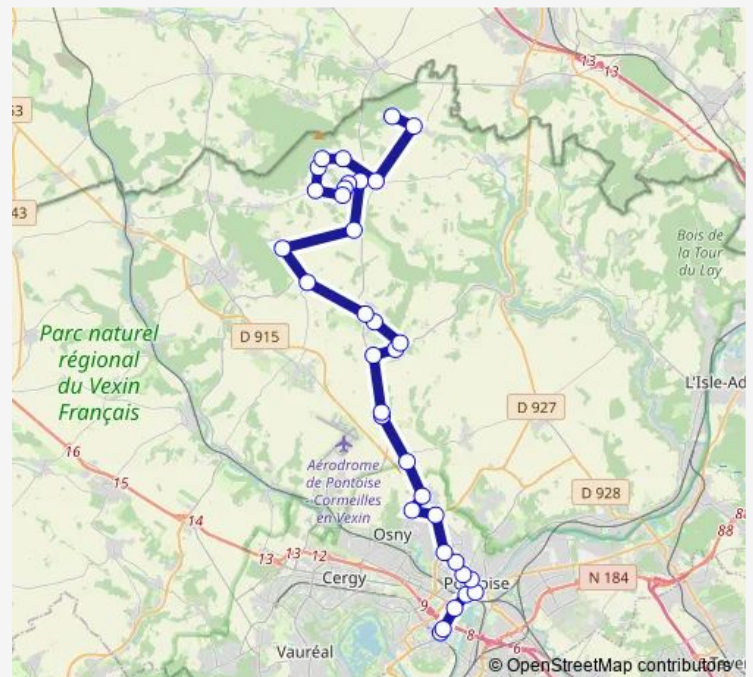 13
13
53
43
Bois de
la Tour
du Lay
Parc naturel
régional
du Vexin
Français
D 915
L'Isle-Ad
D 927
16
Aérodrome
de Pontoise
- Cormeilles
en Vexin
15
D 928
14
88
88
Osny
13 13 12
Cergy
N 184
9
8
6
Vauréal
© OpenStreetMap contributors